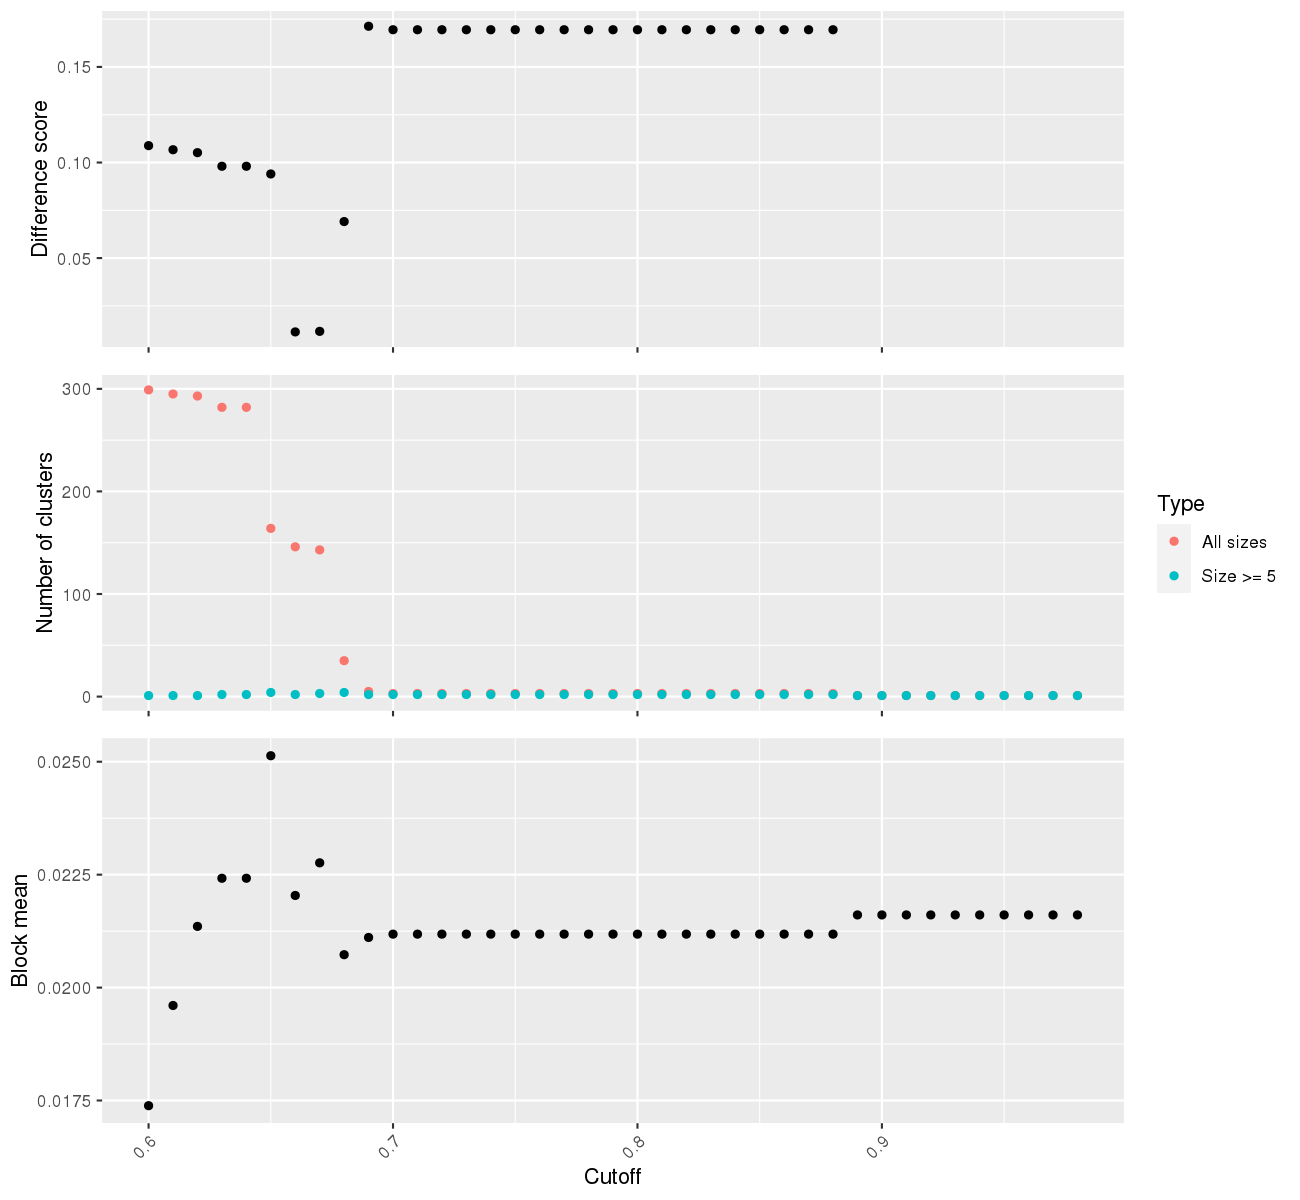 Difference score
0.15
0.10
0.05
Number of clusters
300
200
100
0
Type
All sizes
Size >= 5
Block mean
0.0250
0.0225
0.0200
0.0175
0.6
0.7
0.8
0.9
Cutoff